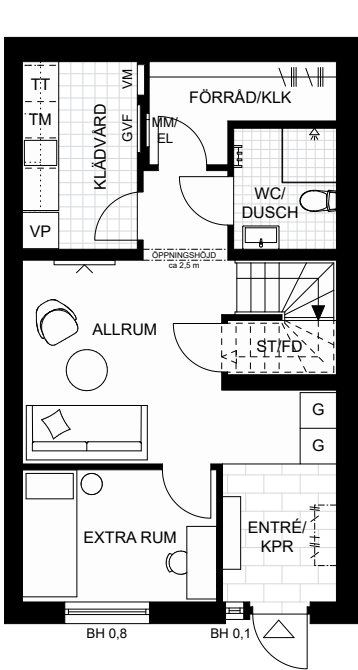 TT
TM
VP
KLÄDVÅRD
VM
GVF
MM/
EL
FÖRRÅD/KLK
WC/
DUSCH
ÖPPNINGSHÖJD
ca 2,5 m
ALLRUM
ST/FD
G
G
EXTRA RUM
ENTRÉ/
KPR
BH 0,8
BH 0,1